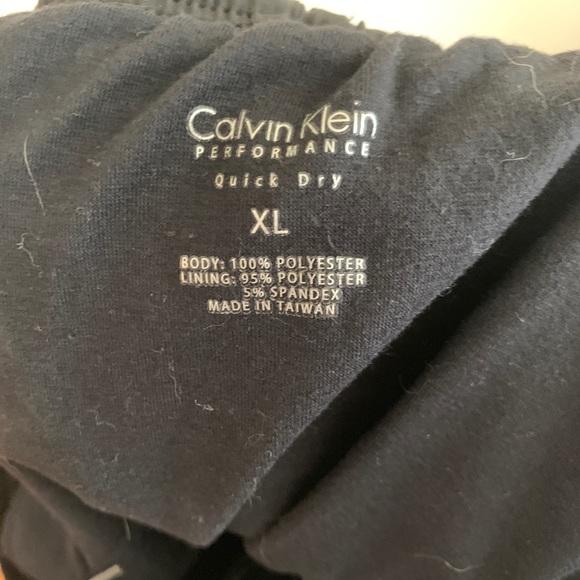 Calvin Klein
PERFORMANCE
Quick Dry
XL
BODY: 100% POLYESTER
LINING: 95% POLYESTER
5% SPANDEX
MADE IN TAIWAN